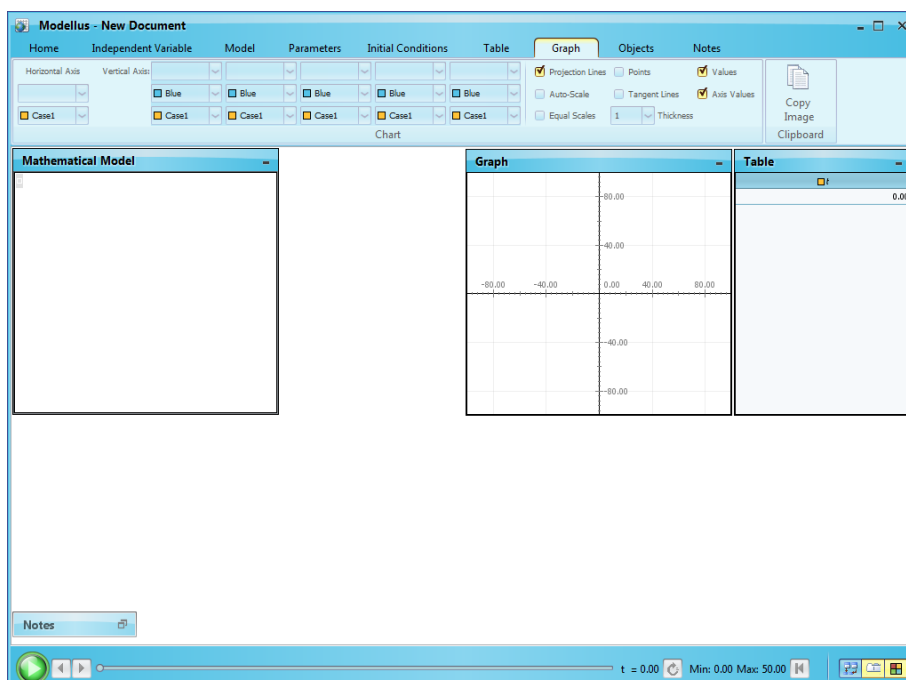 Modellus - New Document
Home Independent Variable Model Parameters Initial Conditions Table Graph Objects Notes
Horizontal Axis Vertical Axis: Projection Lines Points Values
Blue Blue Blue Blue Blue Auto-Scale Tangent Lines Axis Values
Case1 Case1 Case1 Case1 Case1 Case1 Equal Scales 1 Thickness
Copy Image
Chart Clipboard
Mathematical Model
Graph
80.00
40.00
-80.00 -40.00 0.00 40.00 80.00
-40.00
-80.00
Table
t
0.00
Notes
t = 0.00 Min: 0.00 Max: 50.00